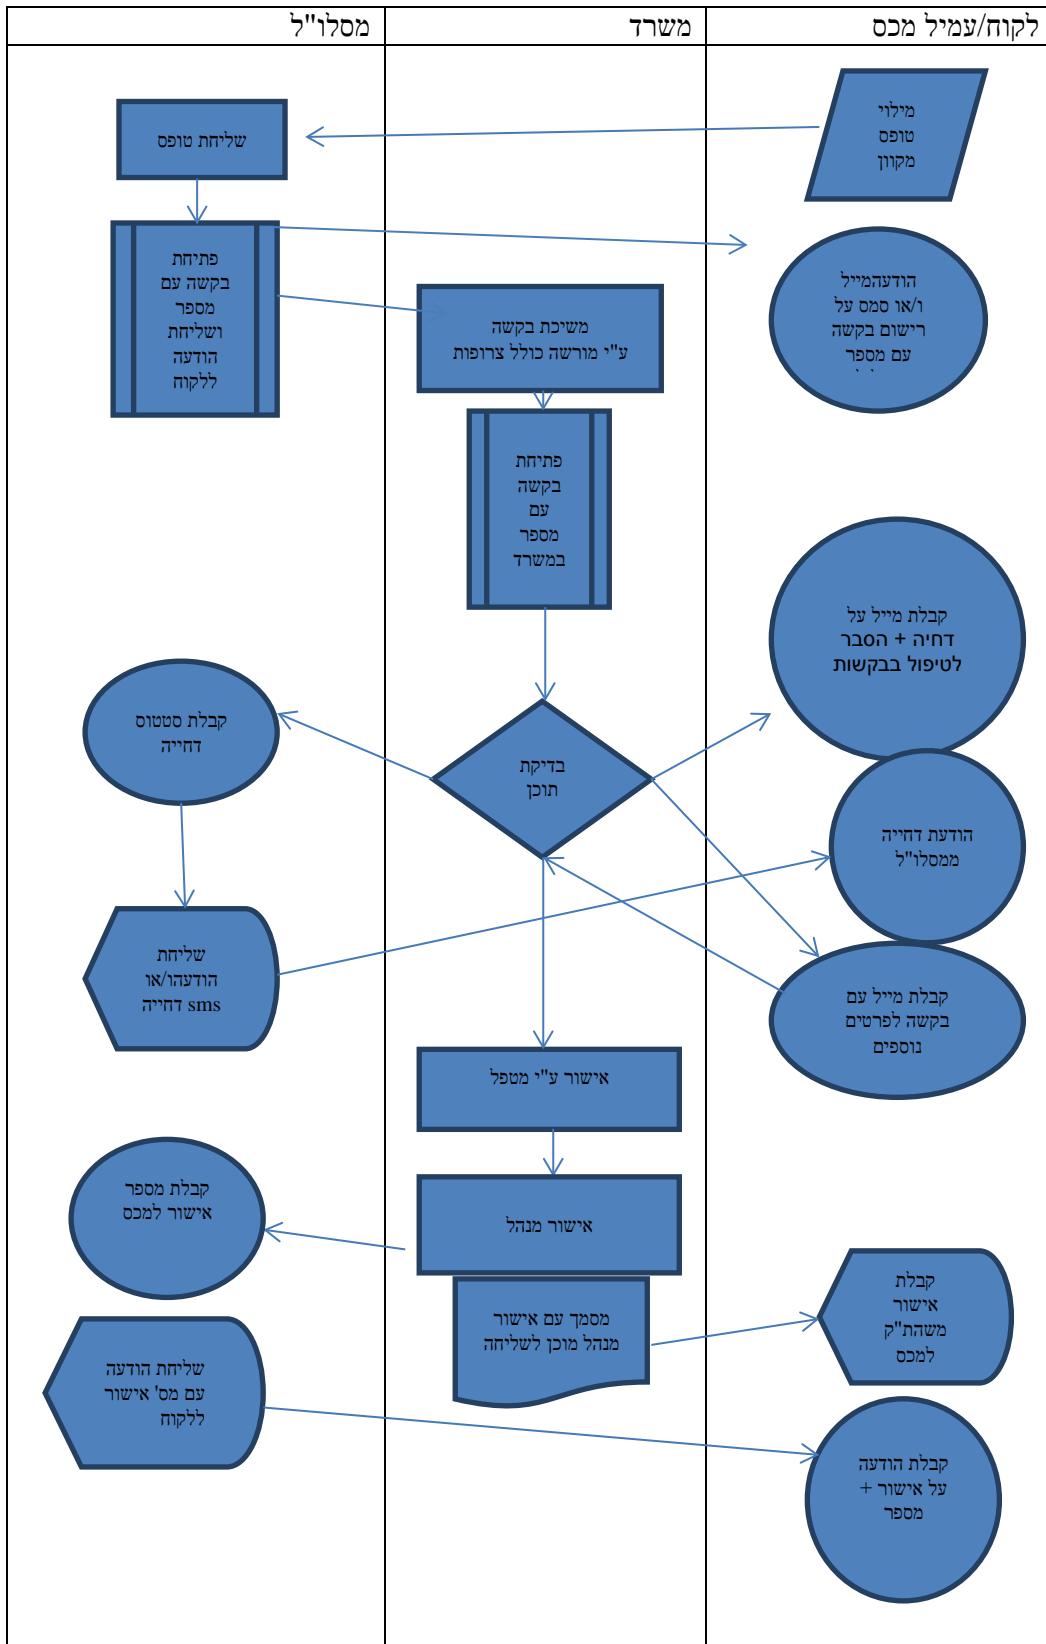 לקוח/עמיל מכס
משרד
מסלו"ל
מילוי
טופס
מקוון
שליחת טופס
פתיחת
בקשה עם
מספר
ושליחת
הודעה
ללקוח
הודעהמייל
ו/או סמס על
רישום בקשה
עם מספר
משיכת בקשה
ע"י מורשה כולל צרופות
פתיחת
בקשה
עם
מספר
במשרד
קבלת מייל על
דחיה + הסבר
לטיפול בבקשות
קבלת סטטוס
דחייה
בדיקת
תוכן
הודעת דחייה
ממסלו"ל
שליחת
הודעהו/או
sms דחייה
קבלת מייל עם
בקשה לפרטים
נוספים
אישור ע"י מטפל
קבלת מספר
אישור למכס
אישור מנהל
קבלת
אישור
משהת"ק
למכס
מסמך עם אישור
מנהל מוכן לשליחה
שליחת הודעה
עם מס' אישור
ללקוח
קבלת הודעה
על אישור +
מספר